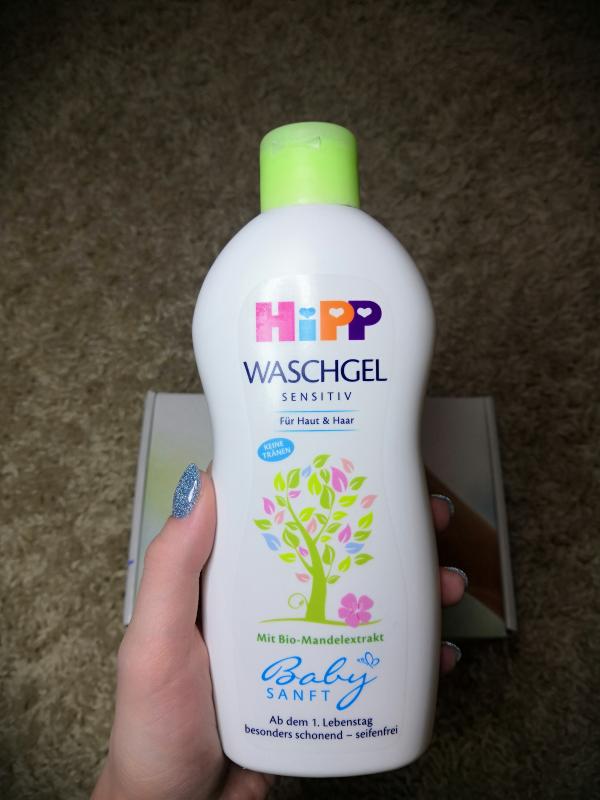 HiPP
WASCHGEL
SENSITIV
Für Haut & Haar
KEINE
TRÄNEN
Mit Bio-Mandelextrakt
Baby
SANFT
Ab dem 1. Lebenstag
besonders schonend – seifenfrei